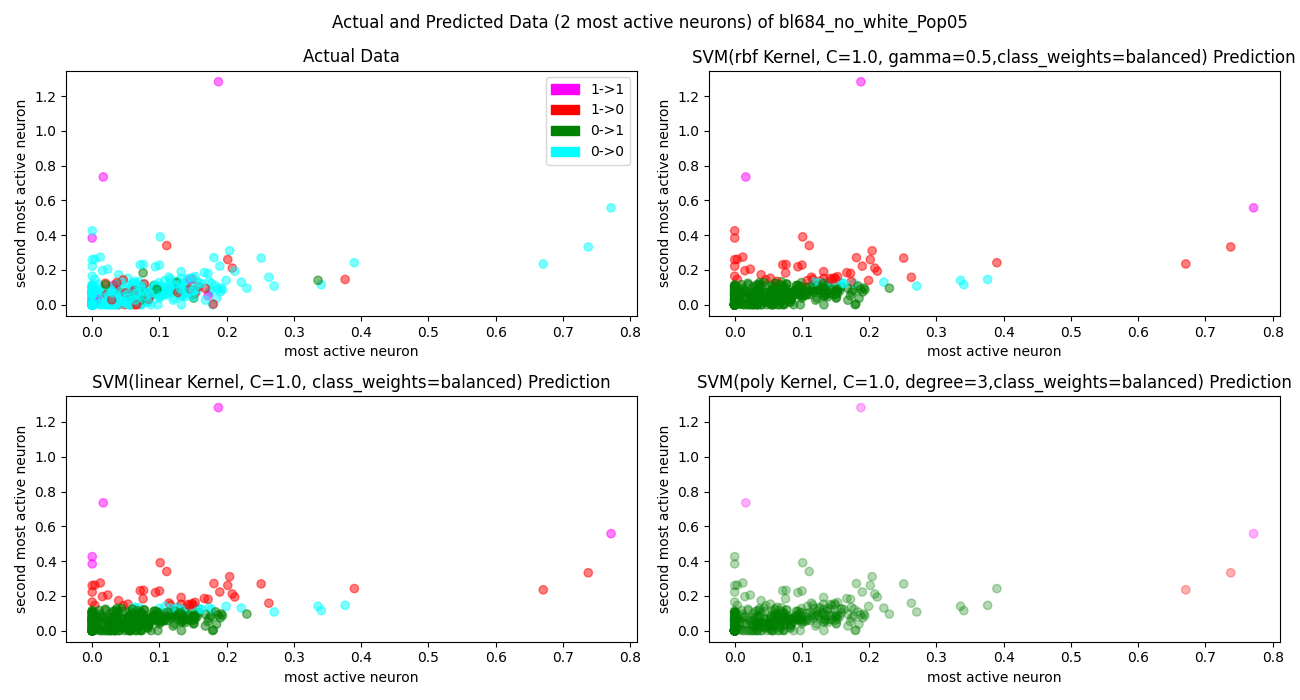 Actual and Predicted Data (2 most active neurons) of bl684_no_white_Pop05
Actual Data
1.2
1.0
0.8
0.6
0.4
0.2
0.0
second most active neuron
1->1
1->0
0->1
0->0
0.0 0.1 0.2 0.3 0.4 0.5 0.6 0.7 0.8
most active neuron
SVM(rbf Kernel, C=1.0, gamma=0.5,class_weights=balanced) Prediction
1.2
1.0
0.8
0.6
0.4
0.2
0.0
second most active neuron
0.0 0.1 0.2 0.3 0.4 0.5 0.6 0.7 0.8
most active neuron
SVM(linear Kernel, C=1.0, class_weights=balanced) Prediction
1.2
1.0
0.8
0.6
0.4
0.2
0.0
second most active neuron
0.0 0.1 0.2 0.3 0.4 0.5 0.6 0.7 0.8
most active neuron
SVM(poly Kernel, C=1.0, degree=3,class_weights=balanced) Prediction
1.2
1.0
0.8
0.6
0.4
0.2
0.0
second most active neuron
0.0 0.1 0.2 0.3 0.4 0.5 0.6 0.7 0.8
most active neuron